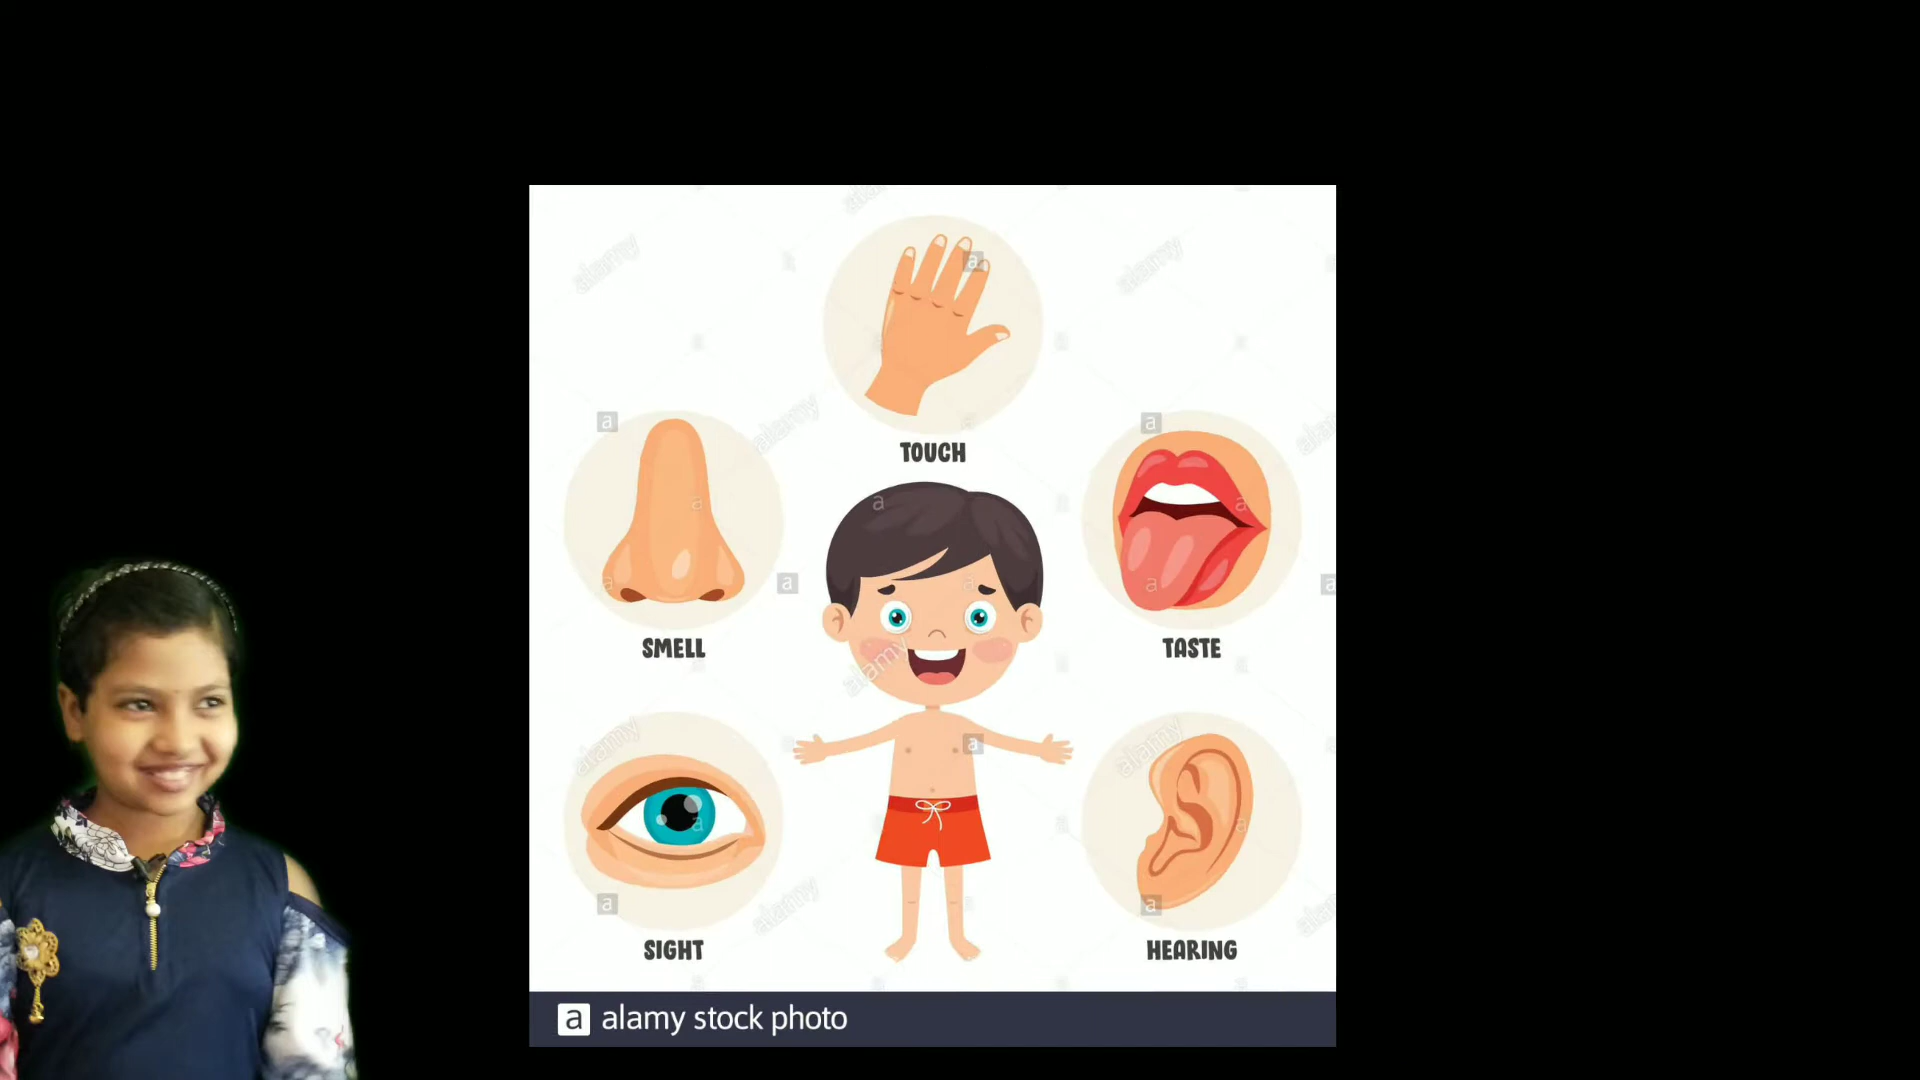 TOUCH
SMELL
TASTE
SIGHT
HEARING
a alamy stock photo